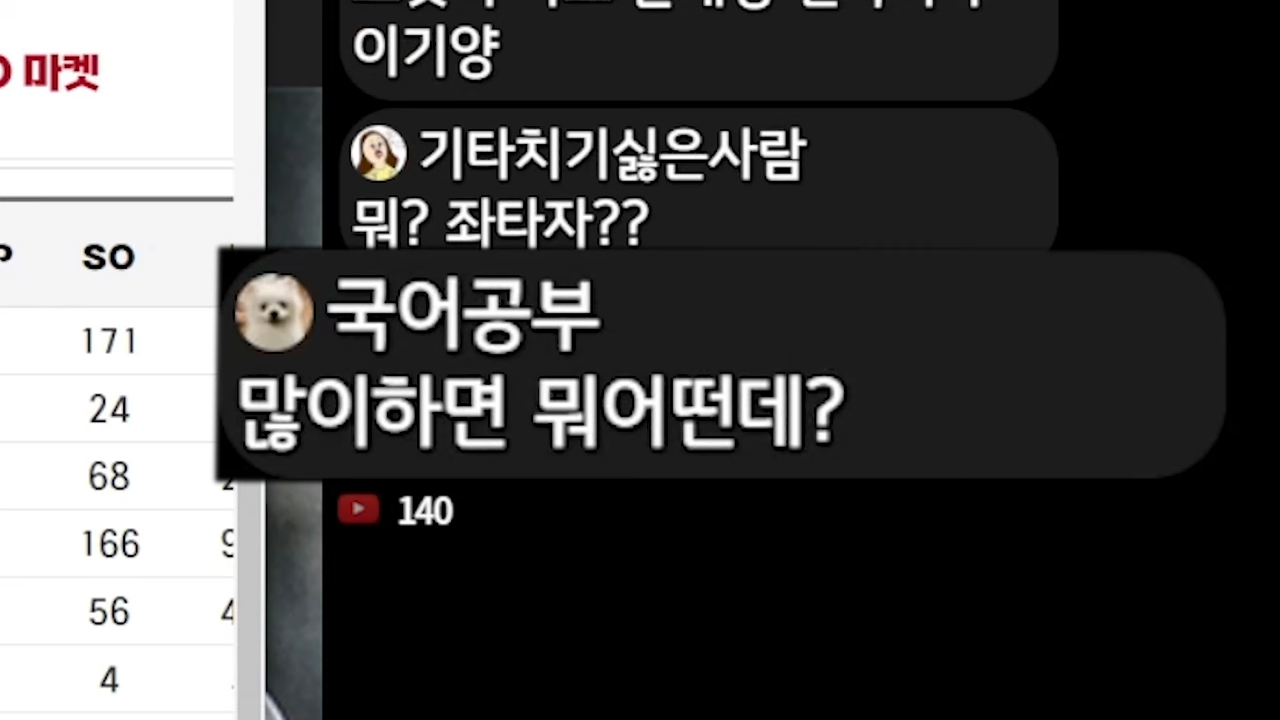 이기양
마켓
기타치기싫은사람
뭐? 좌타자??
SO
국어공부
많이하면 뭐어떤데?
171
24
68
166
56
4
140